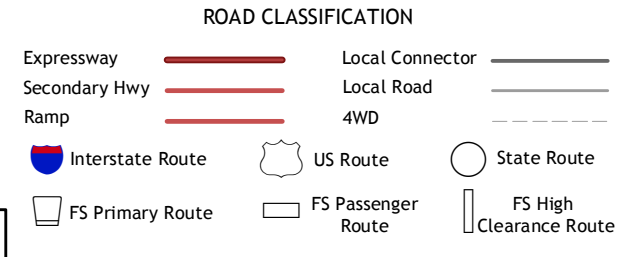 ROAD CLASSIFICATION
Expressway
Local Connector
Secondary Hwy
Local Road
Ramp
4WD
Interstate Route
US Route
State Route
FS Primary Route
FS Passenger
Route
FS High
Clearance Route